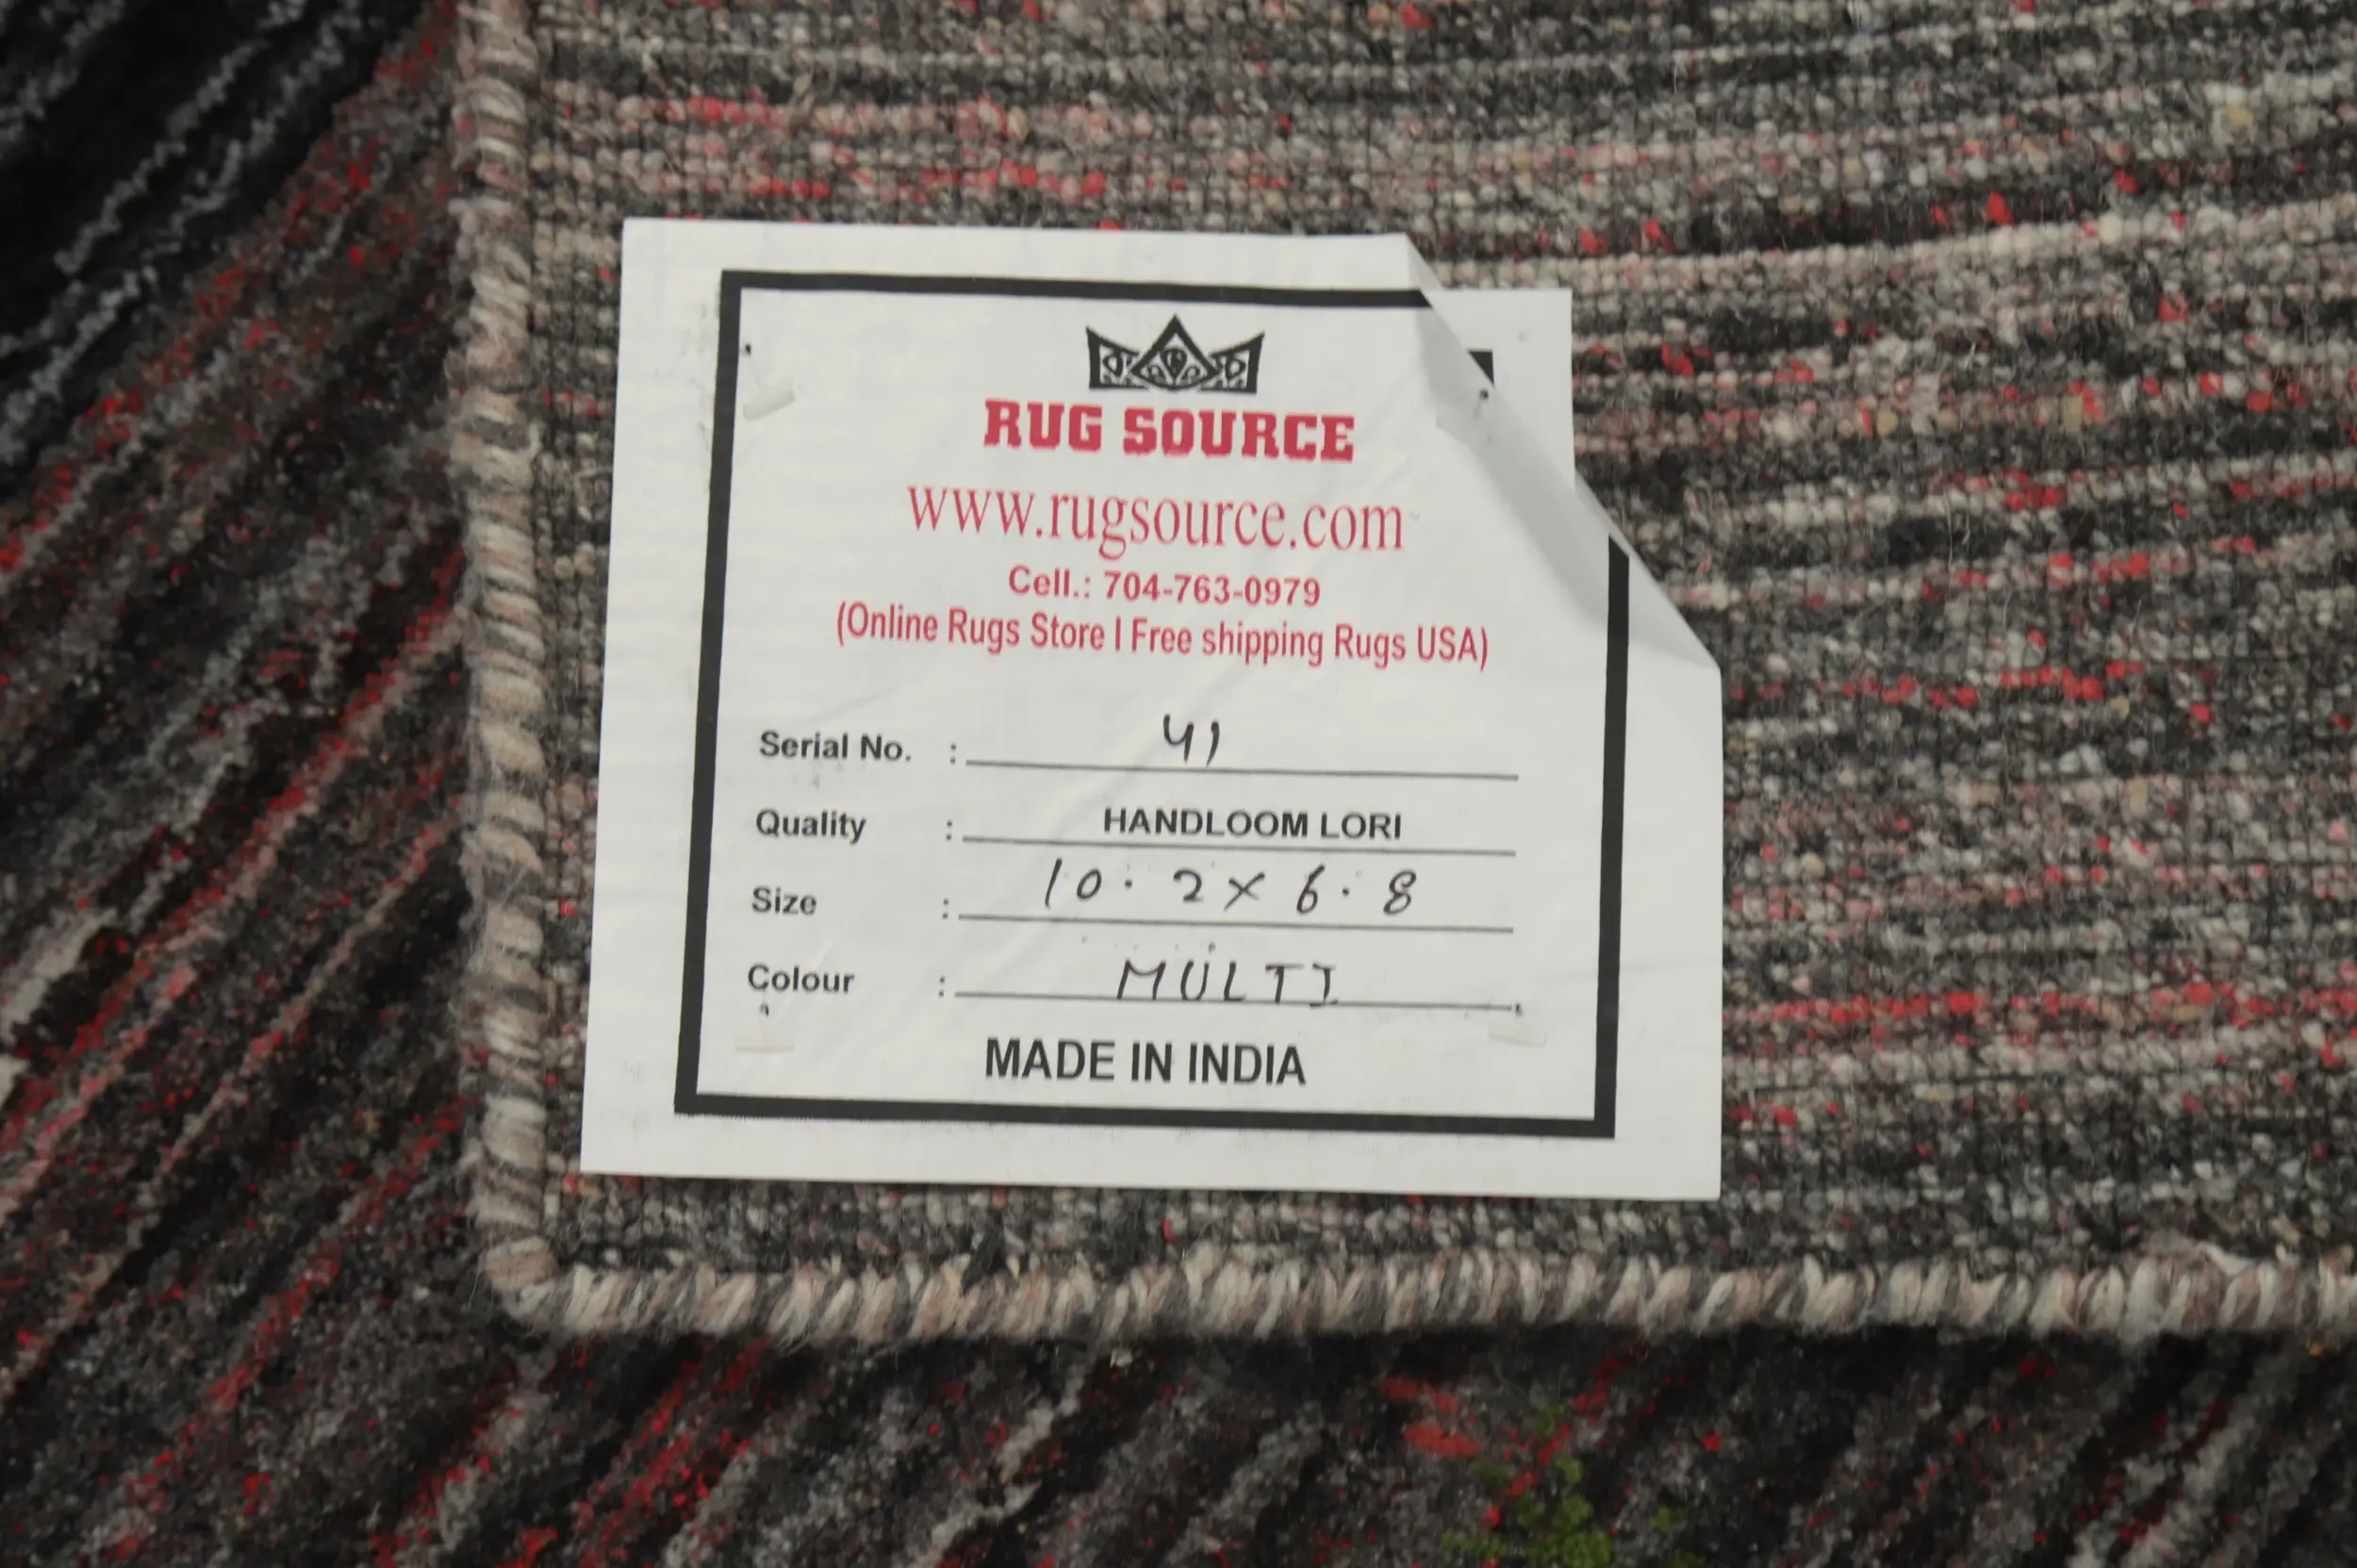 RUG SOURCE
www.rugsource.com
Cell.: 704-763-0979
(Online Rugs Store I Free shipping Rugs USA)
Serial No. : 41
Quality : HANDLOOM LORI
Size : 10. 2 x 6. 8
Colour : MULTI
MADE IN INDIA